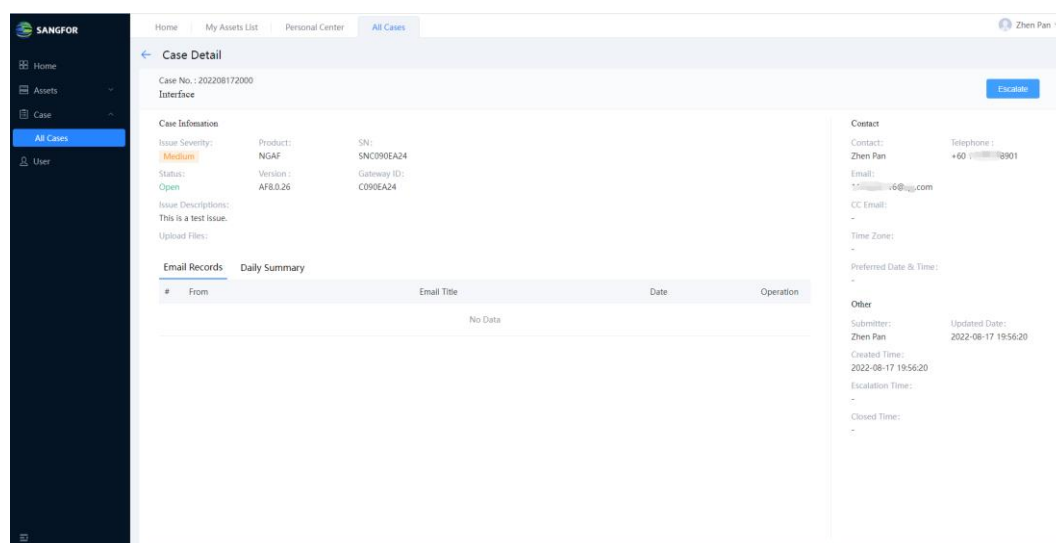 SANGFOR
Home
Assets
Case
All Cases
User
Home My Assets List Personal Center All Cases
Zhen Pan
← Case Detail
Case No. : 202208172000
Interface
Escalate
Case Infomation
Issue Severity: Product: SN:
Medium NGAF SNC090EA24
Status: Version : Gateway ID:
Open AF8.0.26 C090EA24
Issue Descriptions:
This is a test issue.
Upload Files:
Email Records Daily Summary
# From Email Title Date Operation
No Data
Contact
Contact: Telephone :
Zhen Pan +60 8901
Email:
6@ .com
CC Email:
-
Time Zone:
-
Preferred Date & Time:
-
Other
Submitter: Updated Date:
Zhen Pan 2022-08-17 19:56:20
Created Time:
2022-08-17 19:56:20
Escalation Time:
-
Closed Time:
-